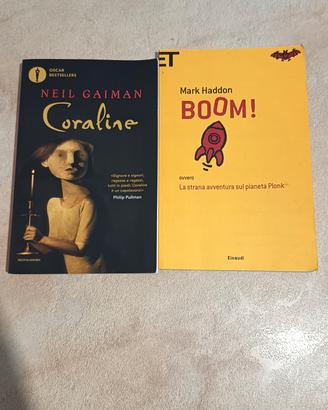 OSCAR
BESTSELLERS
NEIL GAIMAN
Coraline
«Signore e signori,
ragazze e ragazzi,
tutti in piedi. Coraline
è un capolavoro!»
Philip Pullman
MONDADORI
ET
Mark Haddon
BOOM!
ovvero
La strana avventura sul pianeta Plonk
Einaudi